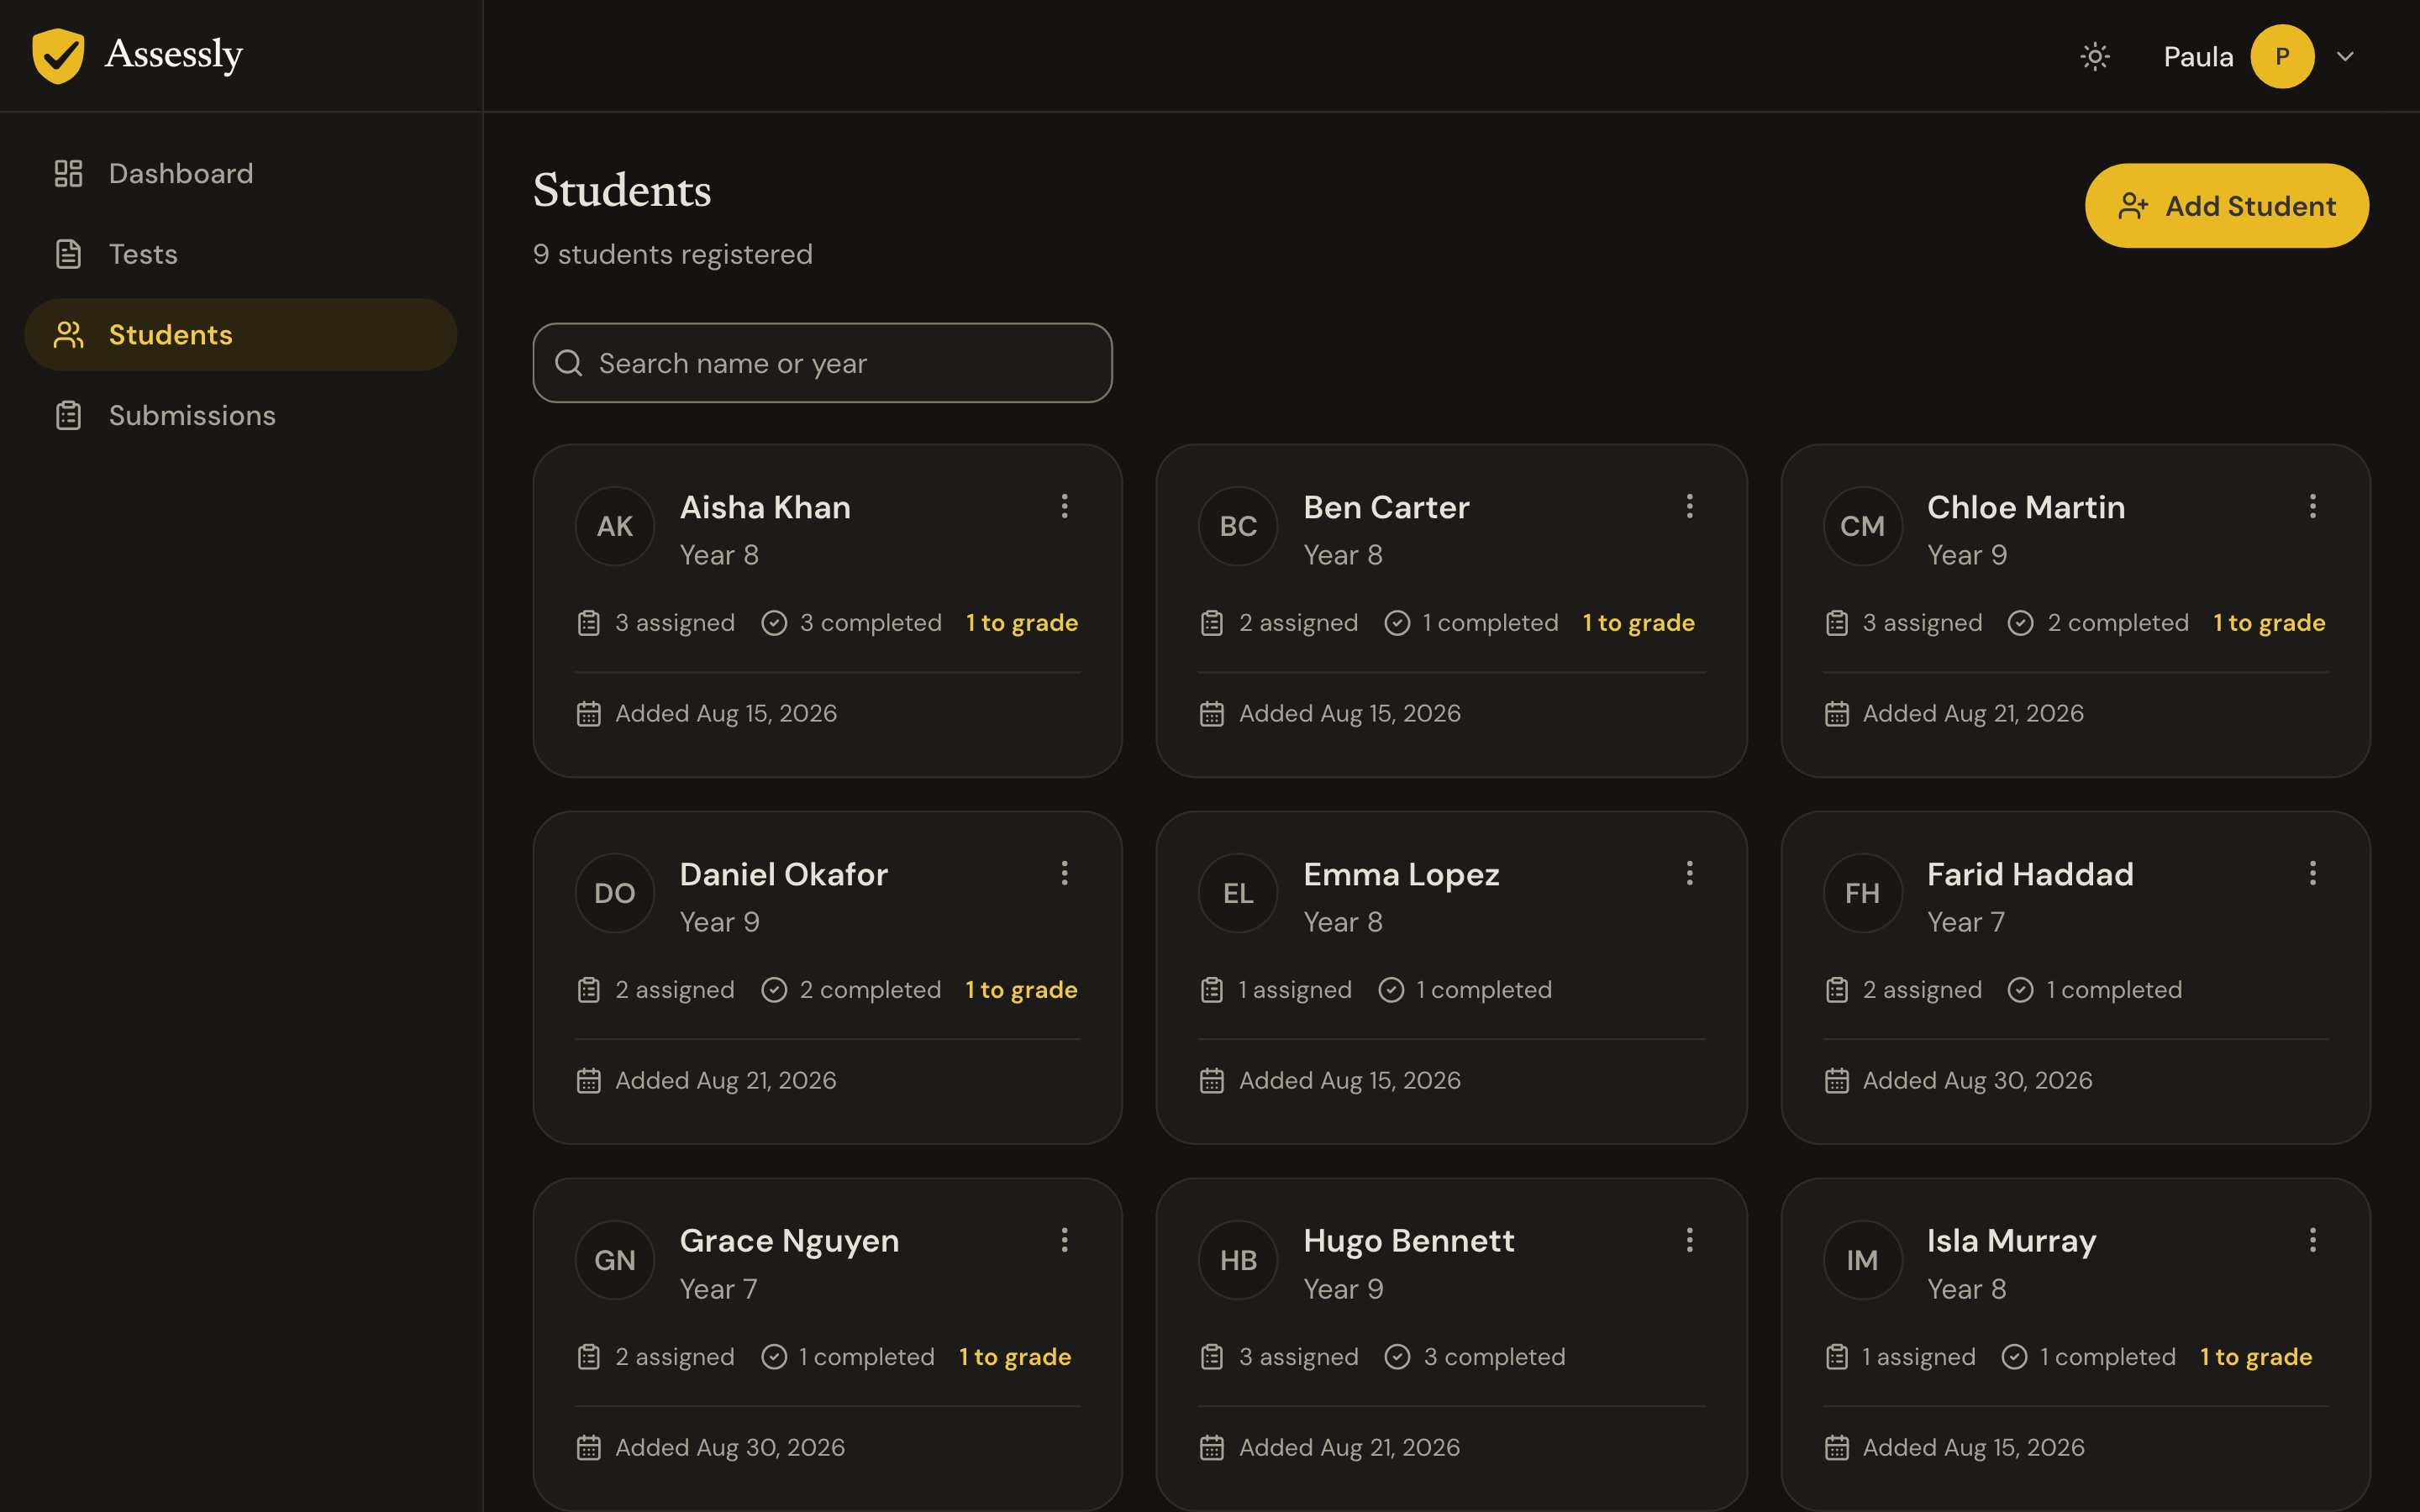 Assessly
Paula P
Dashboard
Tests
Students
Submissions
Students
9 students registered
Add Student
Search name or year
AK
Aisha Khan
Year 8
3 assigned 3 completed 1 to grade
Added Aug 15, 2026
BC
Ben Carter
Year 8
2 assigned 1 completed 1 to grade
Added Aug 15, 2026
CM
Chloe Martin
Year 9
3 assigned 2 completed 1 to grade
Added Aug 21, 2026
DO
Daniel Okafor
Year 9
2 assigned 2 completed 1 to grade
Added Aug 21, 2026
EL
Emma Lopez
Year 8
1 assigned 1 completed
Added Aug 15, 2026
FH
Farid Haddad
Year 7
2 assigned 1 completed
Added Aug 30, 2026
GN
Grace Nguyen
Year 7
2 assigned 1 completed 1 to grade
Added Aug 30, 2026
HB
Hugo Bennett
Year 9
3 assigned 3 completed
Added Aug 21, 2026
IM
Isla Murray
Year 8
1 assigned 1 completed 1 to grade
Added Aug 15, 2026